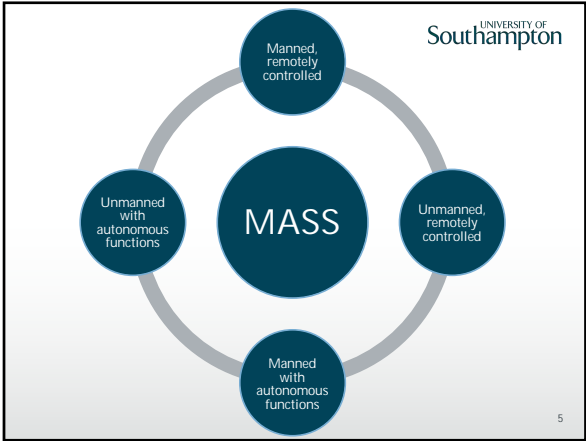 UNIVERSITY OF
Southampton
Manned,
remotely
controlled
Unmanned
with
autonomous
functions
MASS
Unmanned,
remotely
controlled
Manned
with
autonomous
functions
5